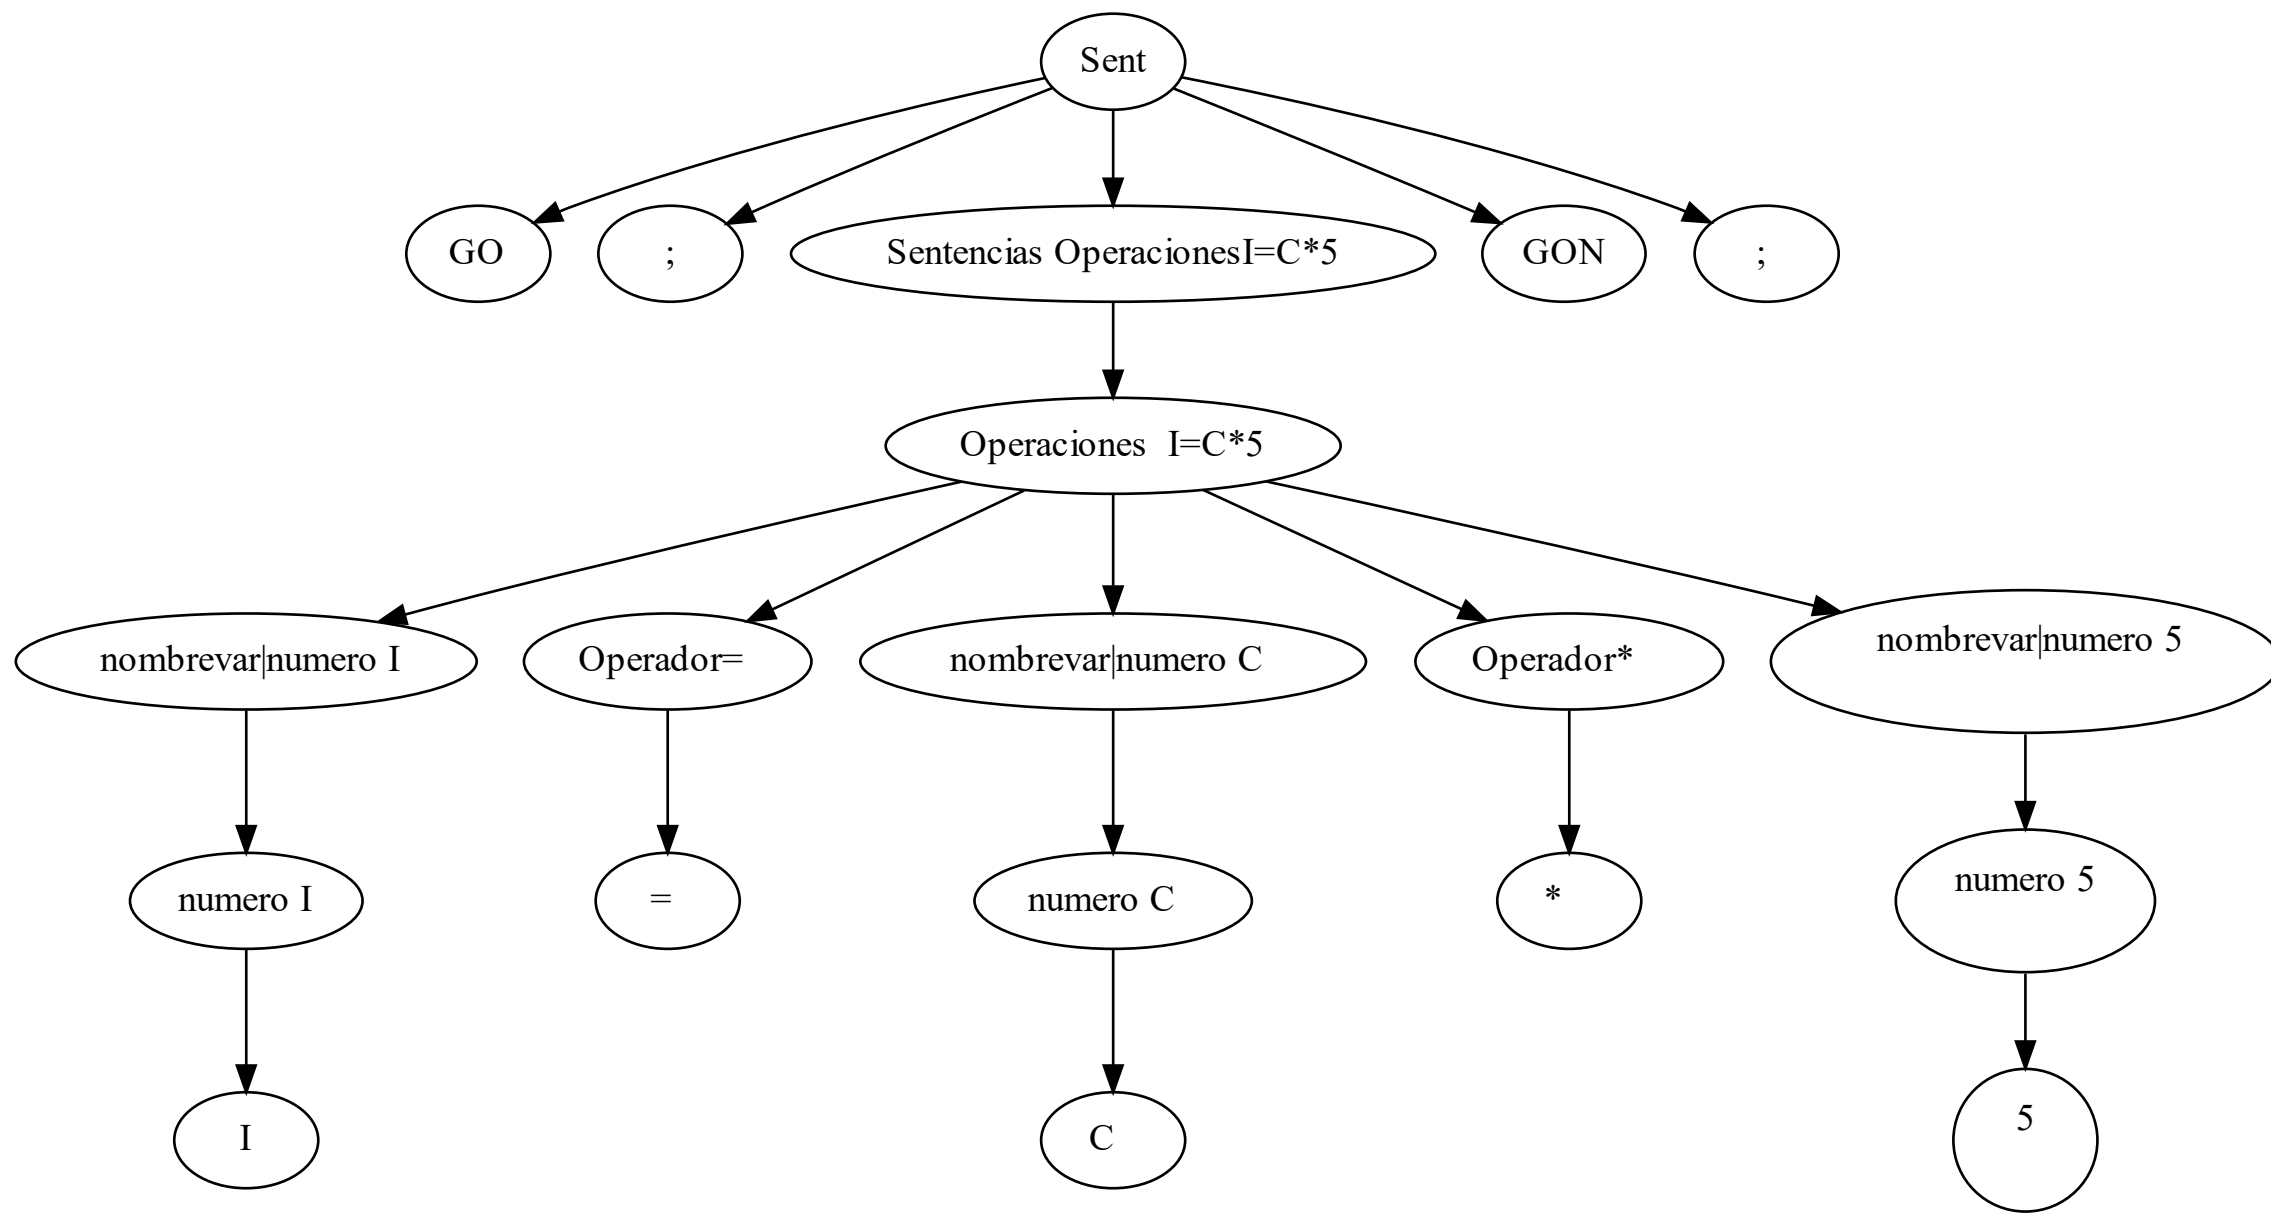 Sent
GO
;
Sentencias OperacionesI=C*5
GON
;
Operaciones  I=C*5
nombrevar|numero I
Operador=
nombrevar|numero C
Operador*
nombrevar|numero 5
numero I
=
numero C
*
numero 5
I
C
5